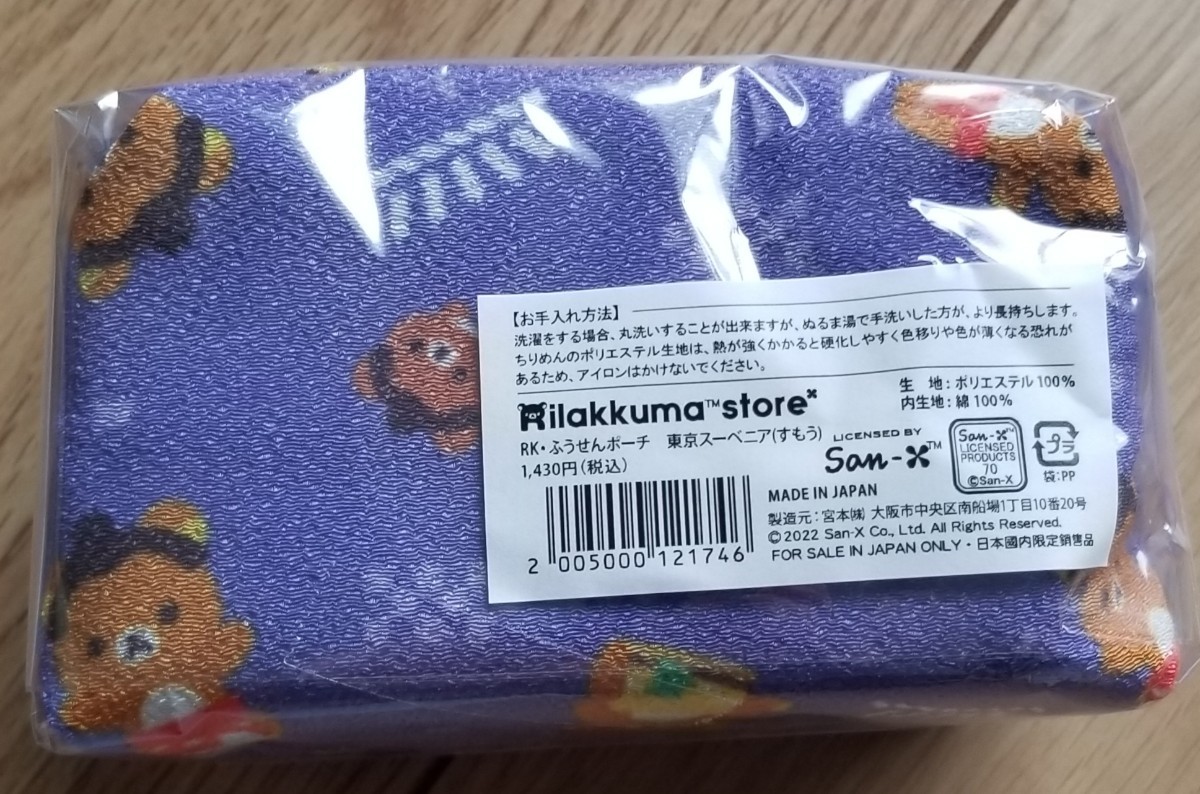 【お手入れ方法】
洗濯をする場合、丸洗いすることが出来ますが、ぬるま湯で手洗いした方が、より長持ちします。
ちりめんのポリエステル生地は、熱が強くかかると硬化しやすく色移りや色が薄くなる恐れが
あるため、アイロンはかけないでください。
Rilakkuma™store
生　地：ポリエステル100%
内生地：綿100%
RK・ふうせんポーチ　東京スーベニア(すもう)
1,430円(税込)
LICENSED BY
San-X™
San-X™
LICENSED
PRODUCTS
70
©San-X
プラ
袋：PP
MADE IN JAPAN
製造元：宮本㈱ 大阪市中央区南船場1丁目10番20号
©2022 San-X Co., Ltd. All Rights Reserved.
FOR SALE IN JAPAN ONLY・日本國内限定銷售品
2 005000 121746